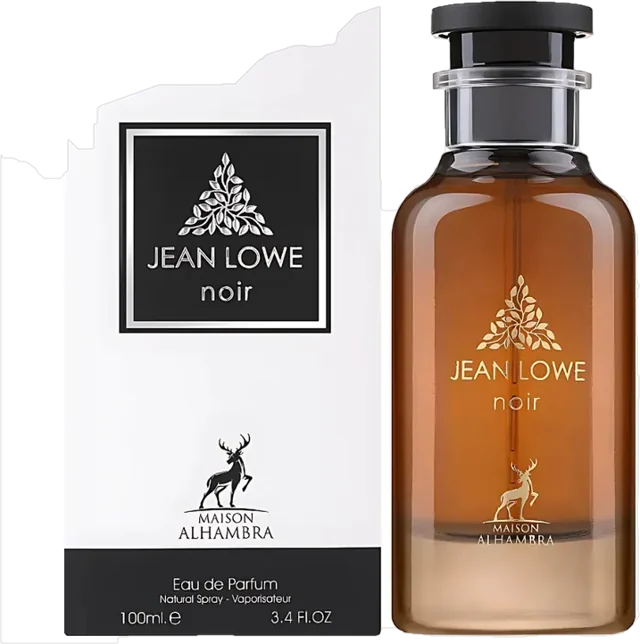 JEAN LOWE
noir
MAISON
ALHAMBRA
Eau de Parfum
Natural Spray - Vaporisateur
100ml.e 3.4 Fl.OZ
JEAN LOWE
noir
MAISON
ALHAMBRA